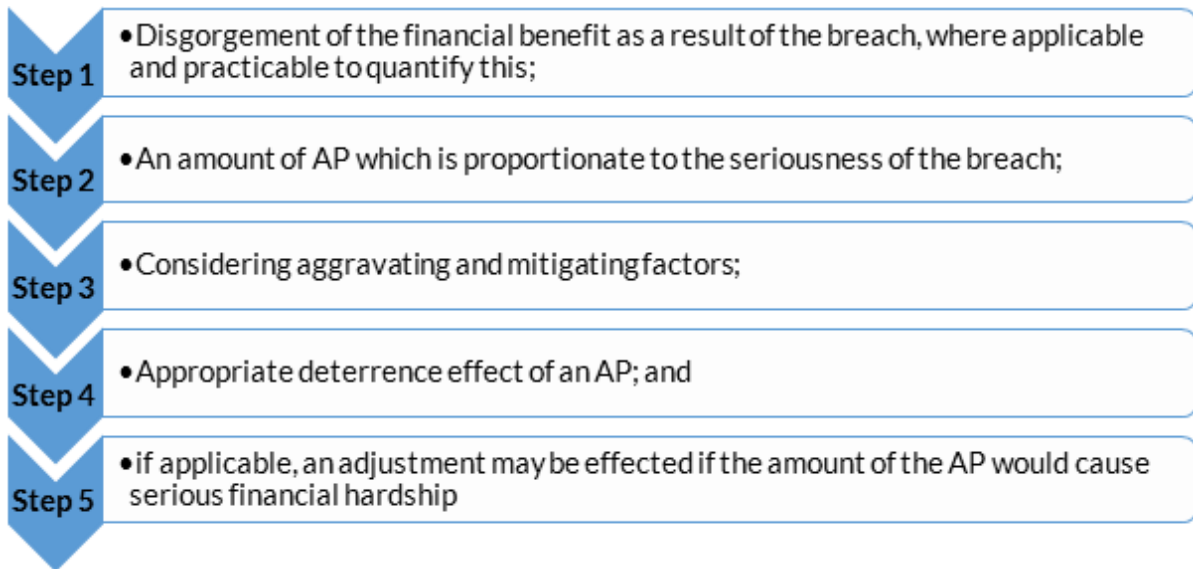 Step 1
•Disgorgement of the financial benefit as a result of the breach, where applicable
and practicable to quantify this;
Step 2
•An amount of AP which is proportionate to the seriousness of the breach;
Step 3
•Considering aggravating and mitigating factors;
Step 4
•Appropriate deterrence effect of an AP; and
Step 5
•if applicable, an adjustment may be effected if the amount of the AP would cause
serious financial hardship